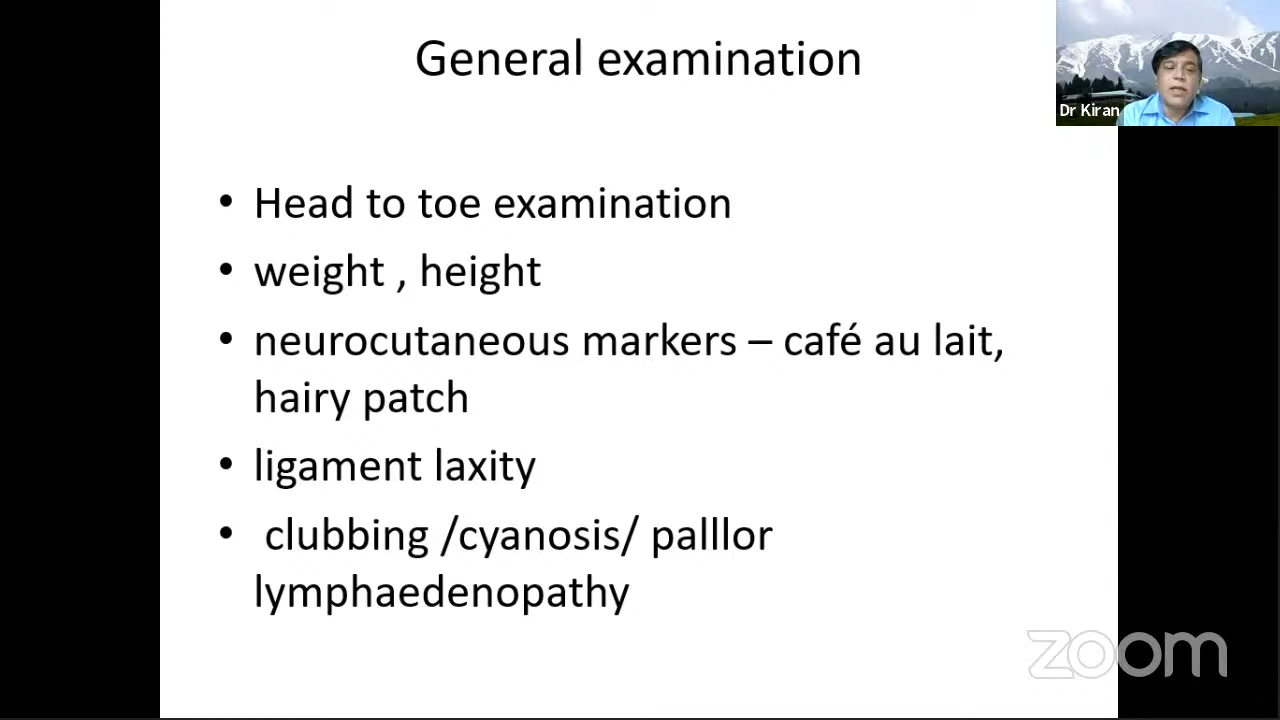 General examination
Dr Kiran
• Head to toe examination
• weight , height
• neurocutaneous markers – café au lait,
hairy patch
• ligament laxity
• clubbing /cyanosis/ palllor
lymphaedenopathy
zoom